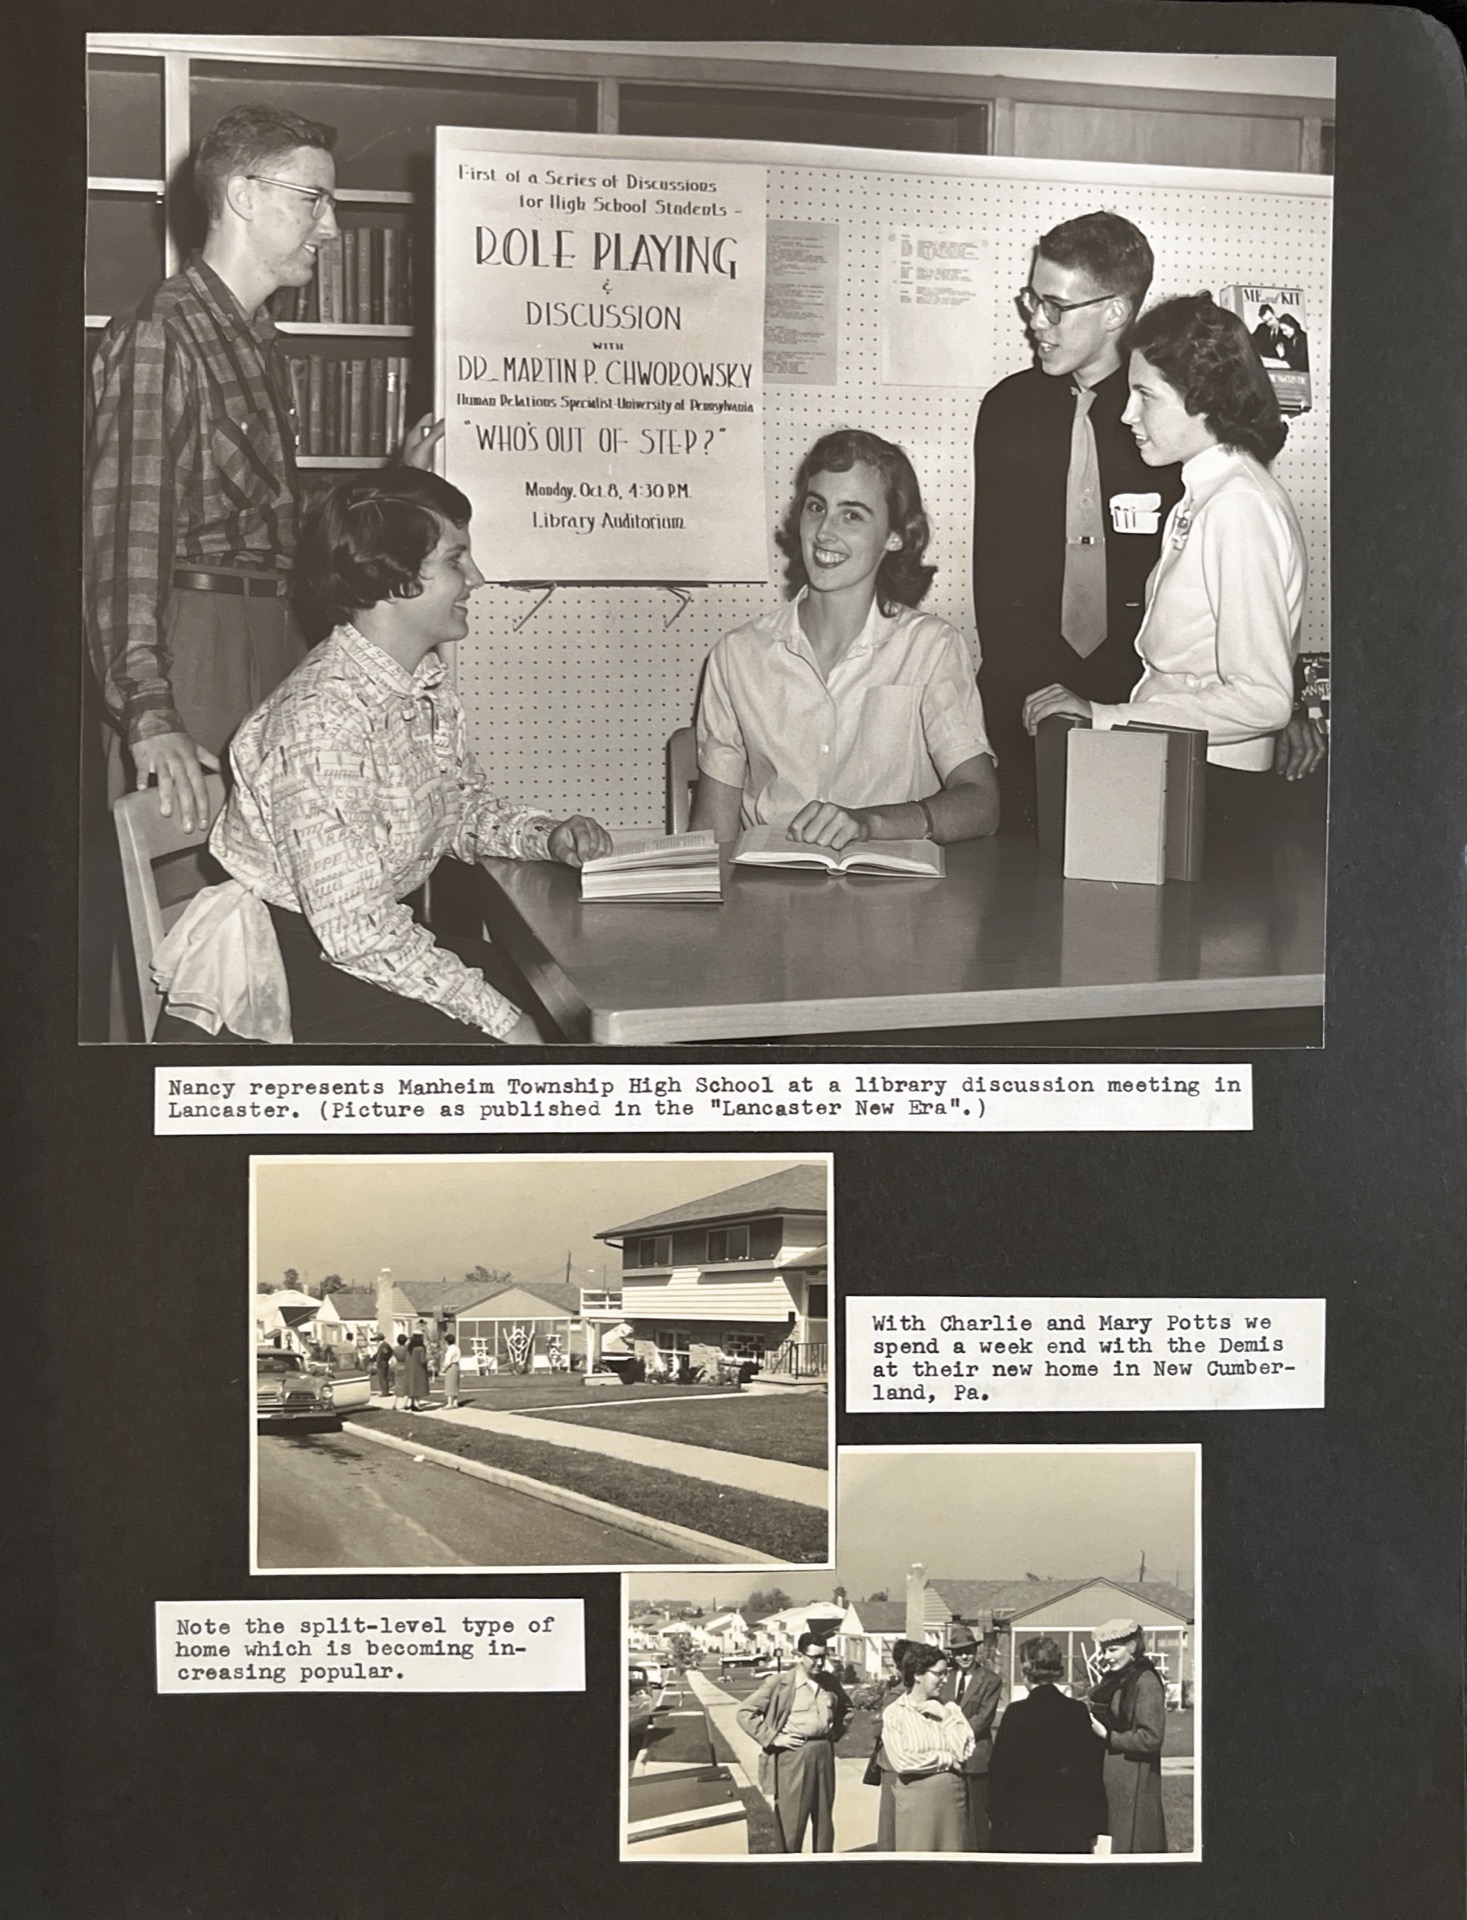 First of a Series of Discussions
for High School Students -
ROLE PLAYING
&
DISCUSSION
WITH
DR. MARTIN P. CHWOROWSKY
Human Relations Specialist-University of Pennsylvania
"WHO'S OUT OF STEP?"
Monday, Oct. 8, 4:30 P.M.
Library Auditorium
ME and KIT
Nancy represents Manheim Township High School at a library discussion meeting in
Lancaster. (Picture as published in the "Lancaster New Era".)
With Charlie and Mary Potts we
spend a week end with the Demis
at their new home in New Cumber-
land, Pa.
Note the split-level type of
home which is becoming in-
creasing popular.